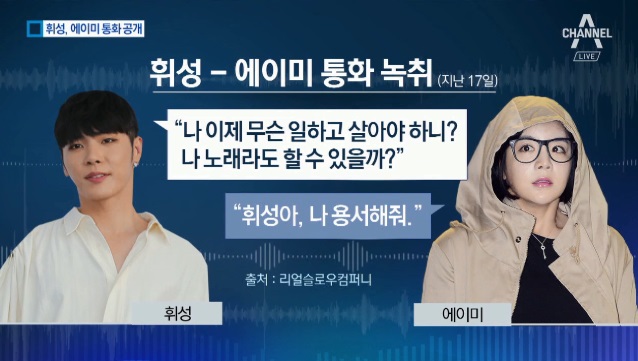 휘성, 에이미 통화 공개
CHANNEL
LIVE
휘성 – 에이미 통화 녹취 (지난 17일)
“나 이제 무슨 일하고 살아야 하니?
나 노래라도 할 수 있을까?”
“휘성아, 나 용서해줘.”
출처 : 리얼슬로우컴퍼니
휘성
에이미